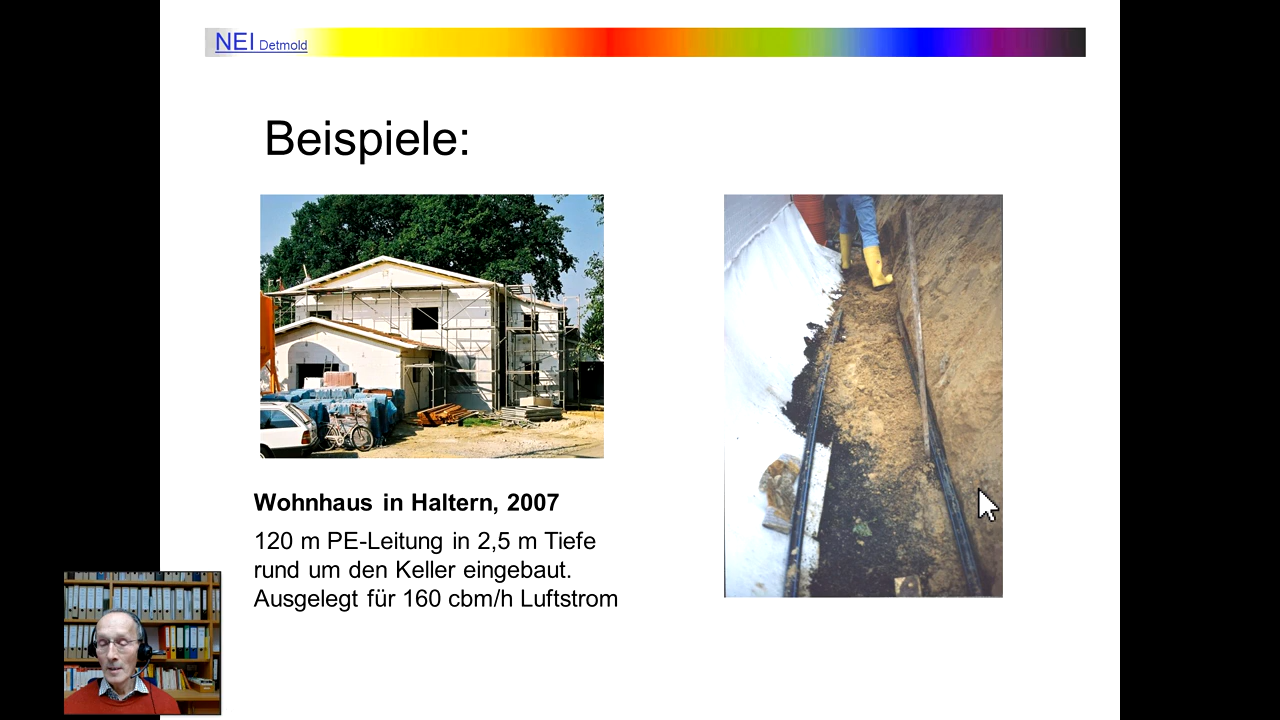 NEI Detmold
Beispiele:
Wohnhaus in Haltern, 2007
120 m PE-Leitung in 2,5 m Tiefe
rund um den Keller eingebaut.
Ausgelegt für 160 cbm/h Luftstrom